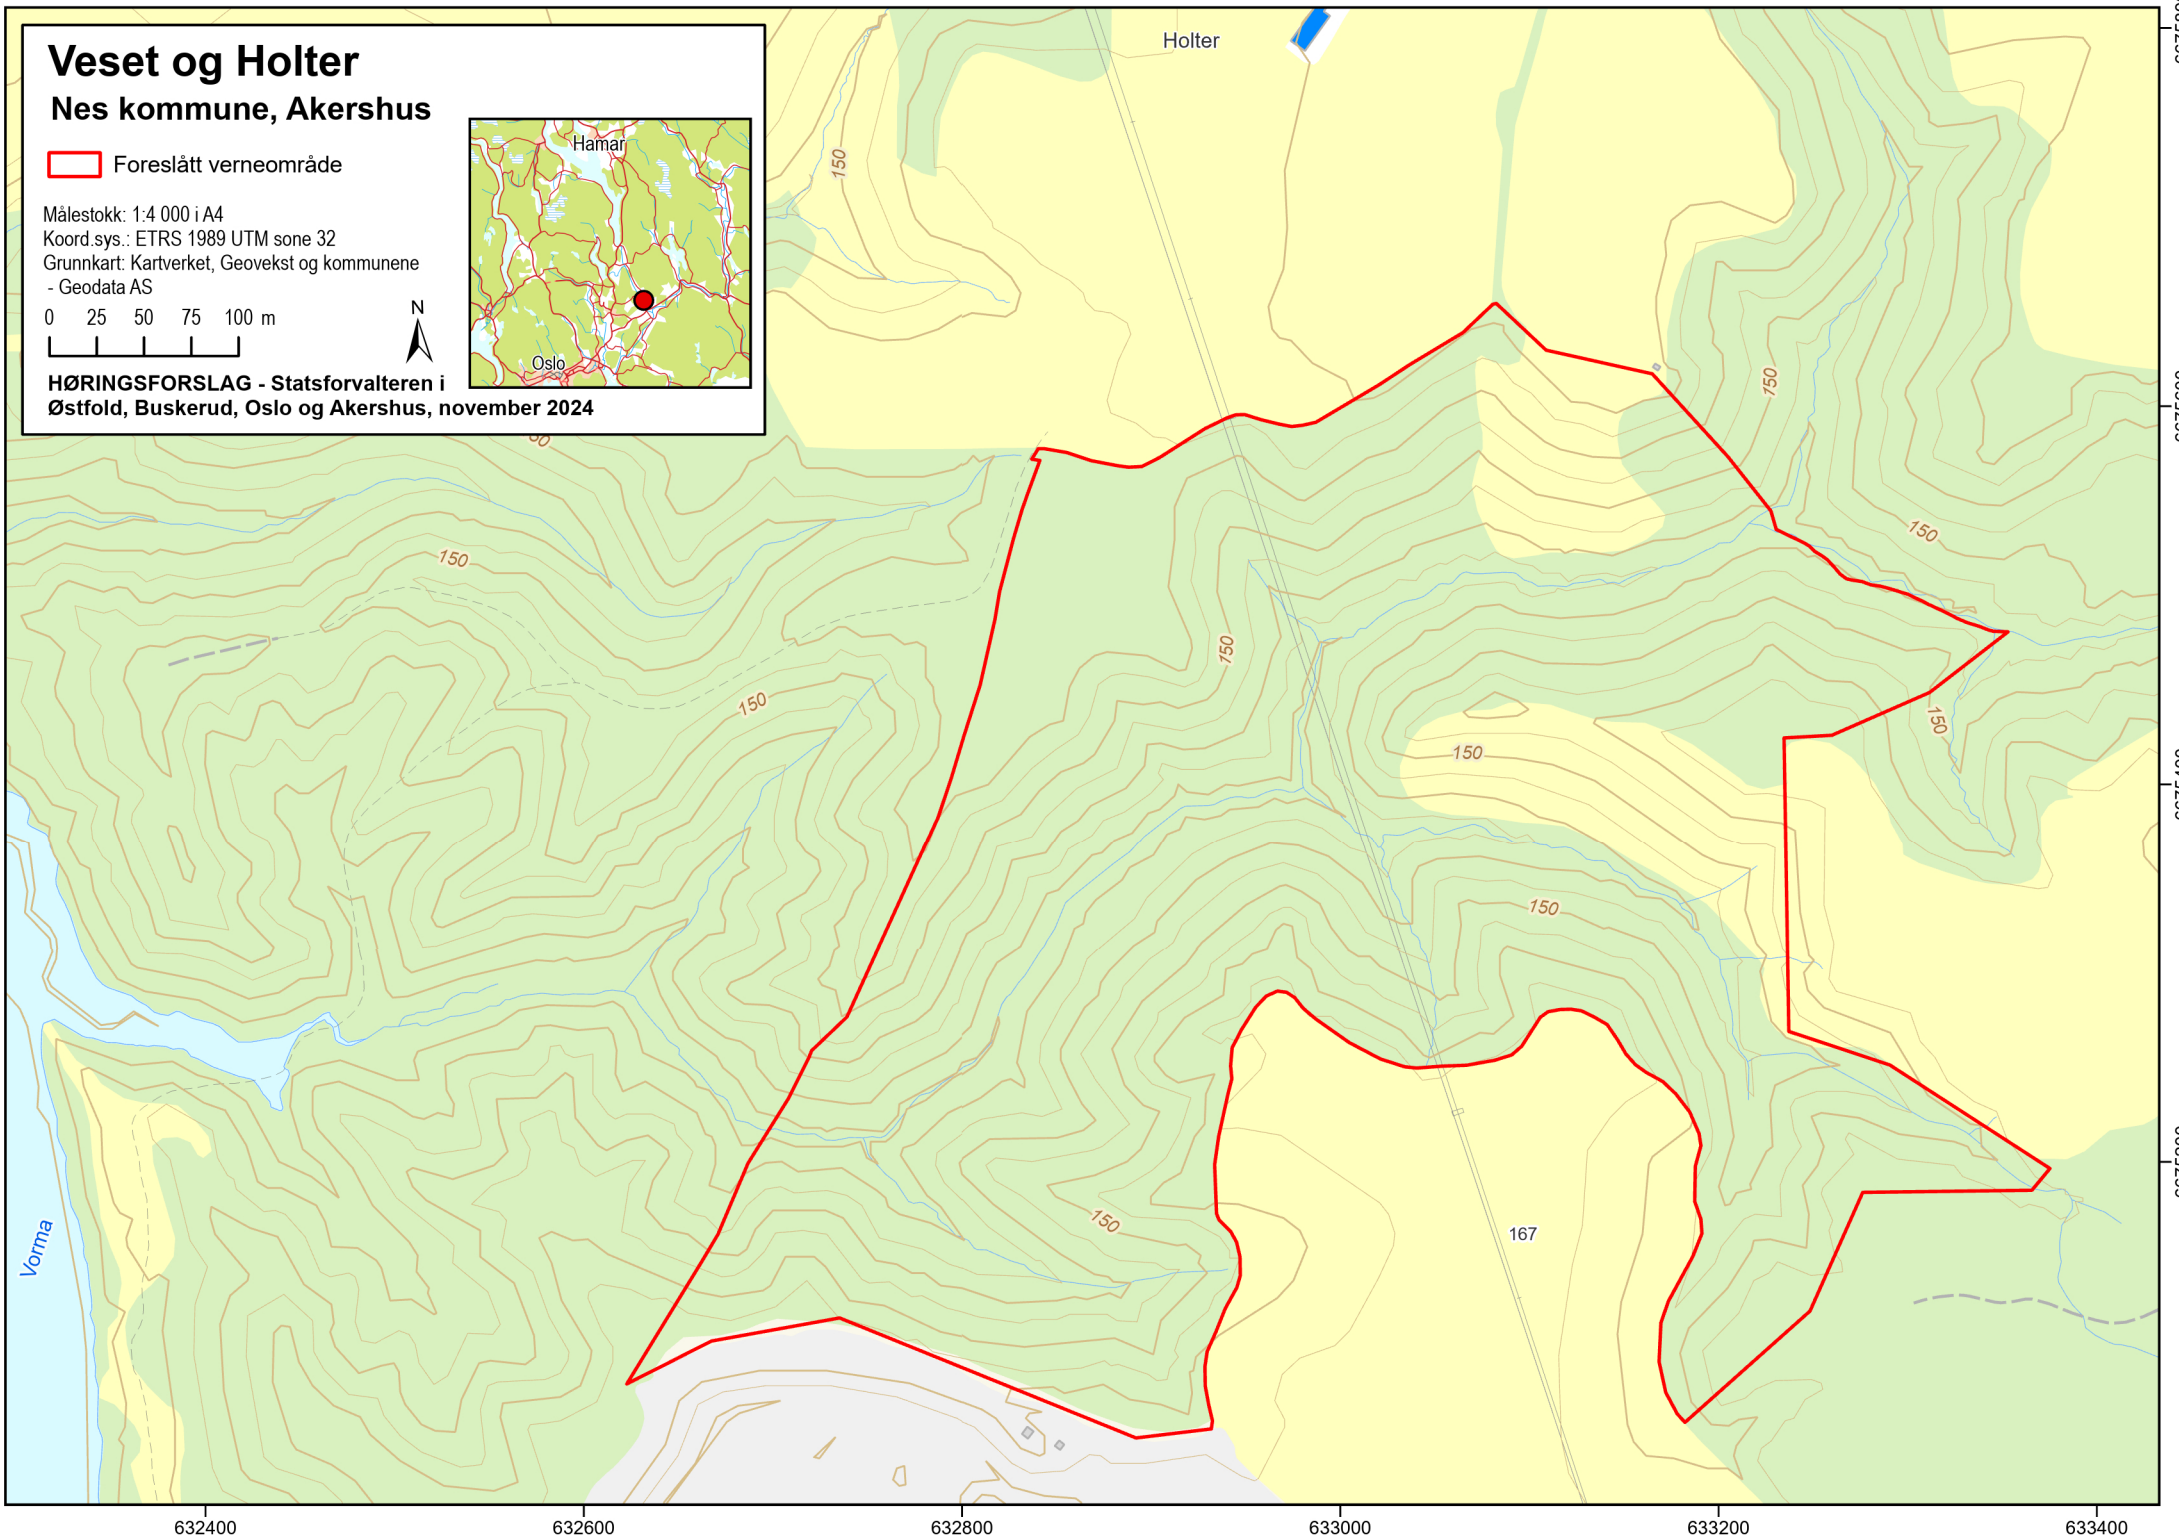 Veset og Holter
Nes kommune, Akershus
Foreslått verneområde
Målestokk: 1:4 000 i A4
Koord.sys.: ETRS 1989 UTM sone 32
Grunnkart: Kartverket, Geovekst og kommunene
- Geodata AS
0 25 50 75 100 m
N
HØRINGSFORSLAG - Statsforvalteren i
Østfold, Buskerud, Oslo og Akershus, november 2024
Hamar
Oslo
Holter
150
150
150
150
150
150
150
150
150
150
167
Vorma
632400 632600 632800 633000 633200 633400